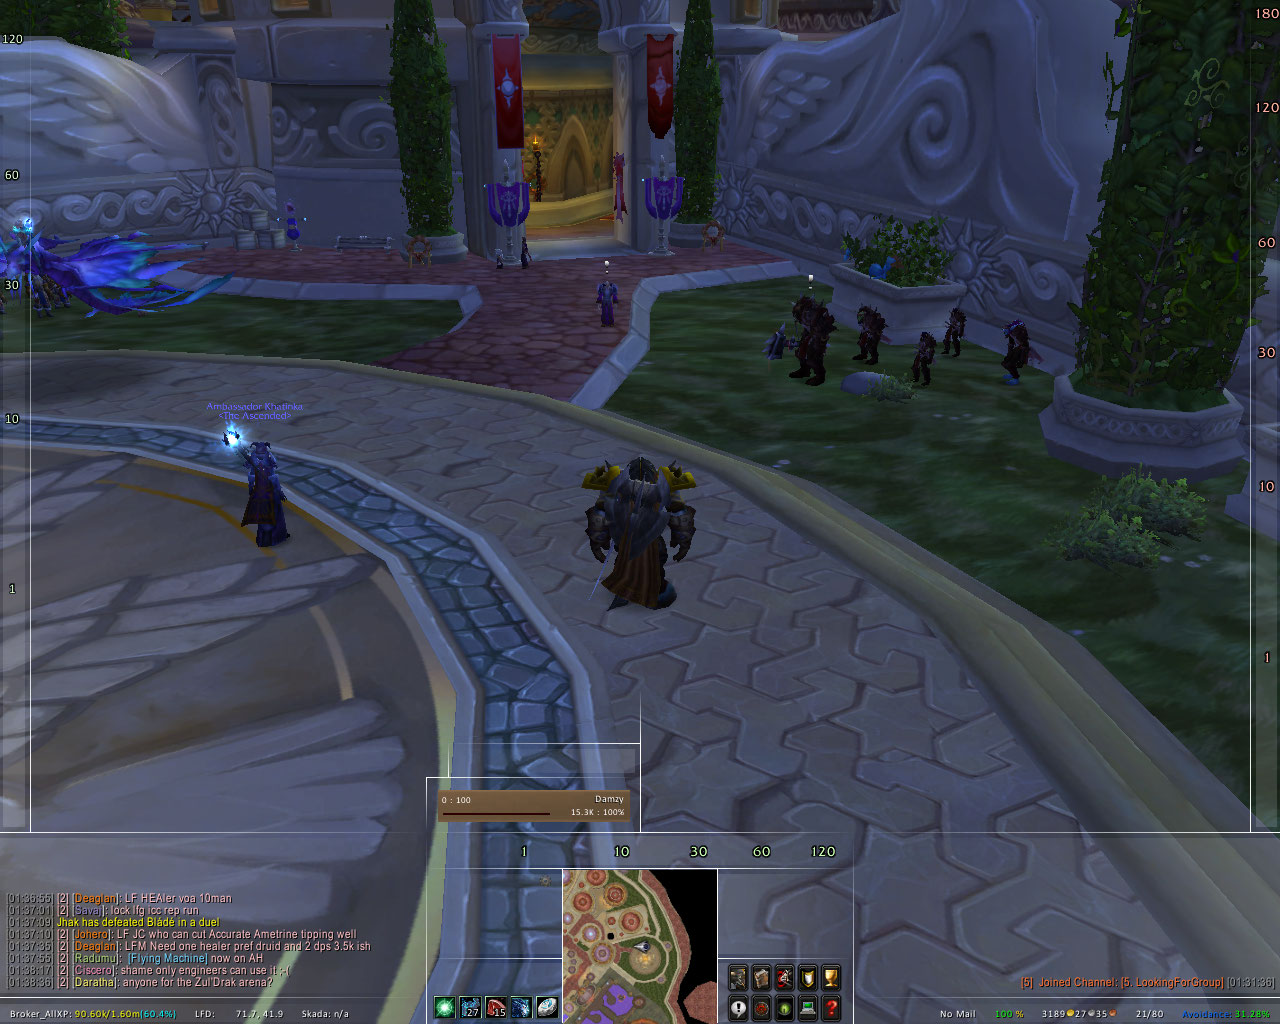 120
180
120
60
60
30
30
10
10
1
1
Ambassador Khatinka
<The Ascended>
0 : 100 Damzy
15.3K : 100%
1 10 30 60 120
[01:36:55] [2] [Deaglan]: LF HEAler voa 10man
[01:37:01] [2] [Sava]: lock lfg icc rep run
[01:37:09] Jhak has defeated Bládé in a duel
[01:37:10] [2] [Johero]: LF JC who can cut Accurate Ametrine tipping well
[01:37:35] [2] [Deaglan]: LFM Need one healer pref druid and 2 dps 3.5k ish
[01:37:55] [2] [Radumu]: [Flying Machine] now on AH
[01:38:17] [2] [Ciscero]: shame only engineers can use it ;-(
[01:38:36] [2] [Daratha]: anyone for the Zul'Drak arena?
[5] Joined Channel: [5. LookingForGroup] [01:31:36]
27 15
Broker_AllXP: 90.60k/1.60m(60.4%) LFD: 71.7, 41.9 Skada: n/a
No Mail 100 % 3189 27 35 21/80 Avoidance: 31.28%